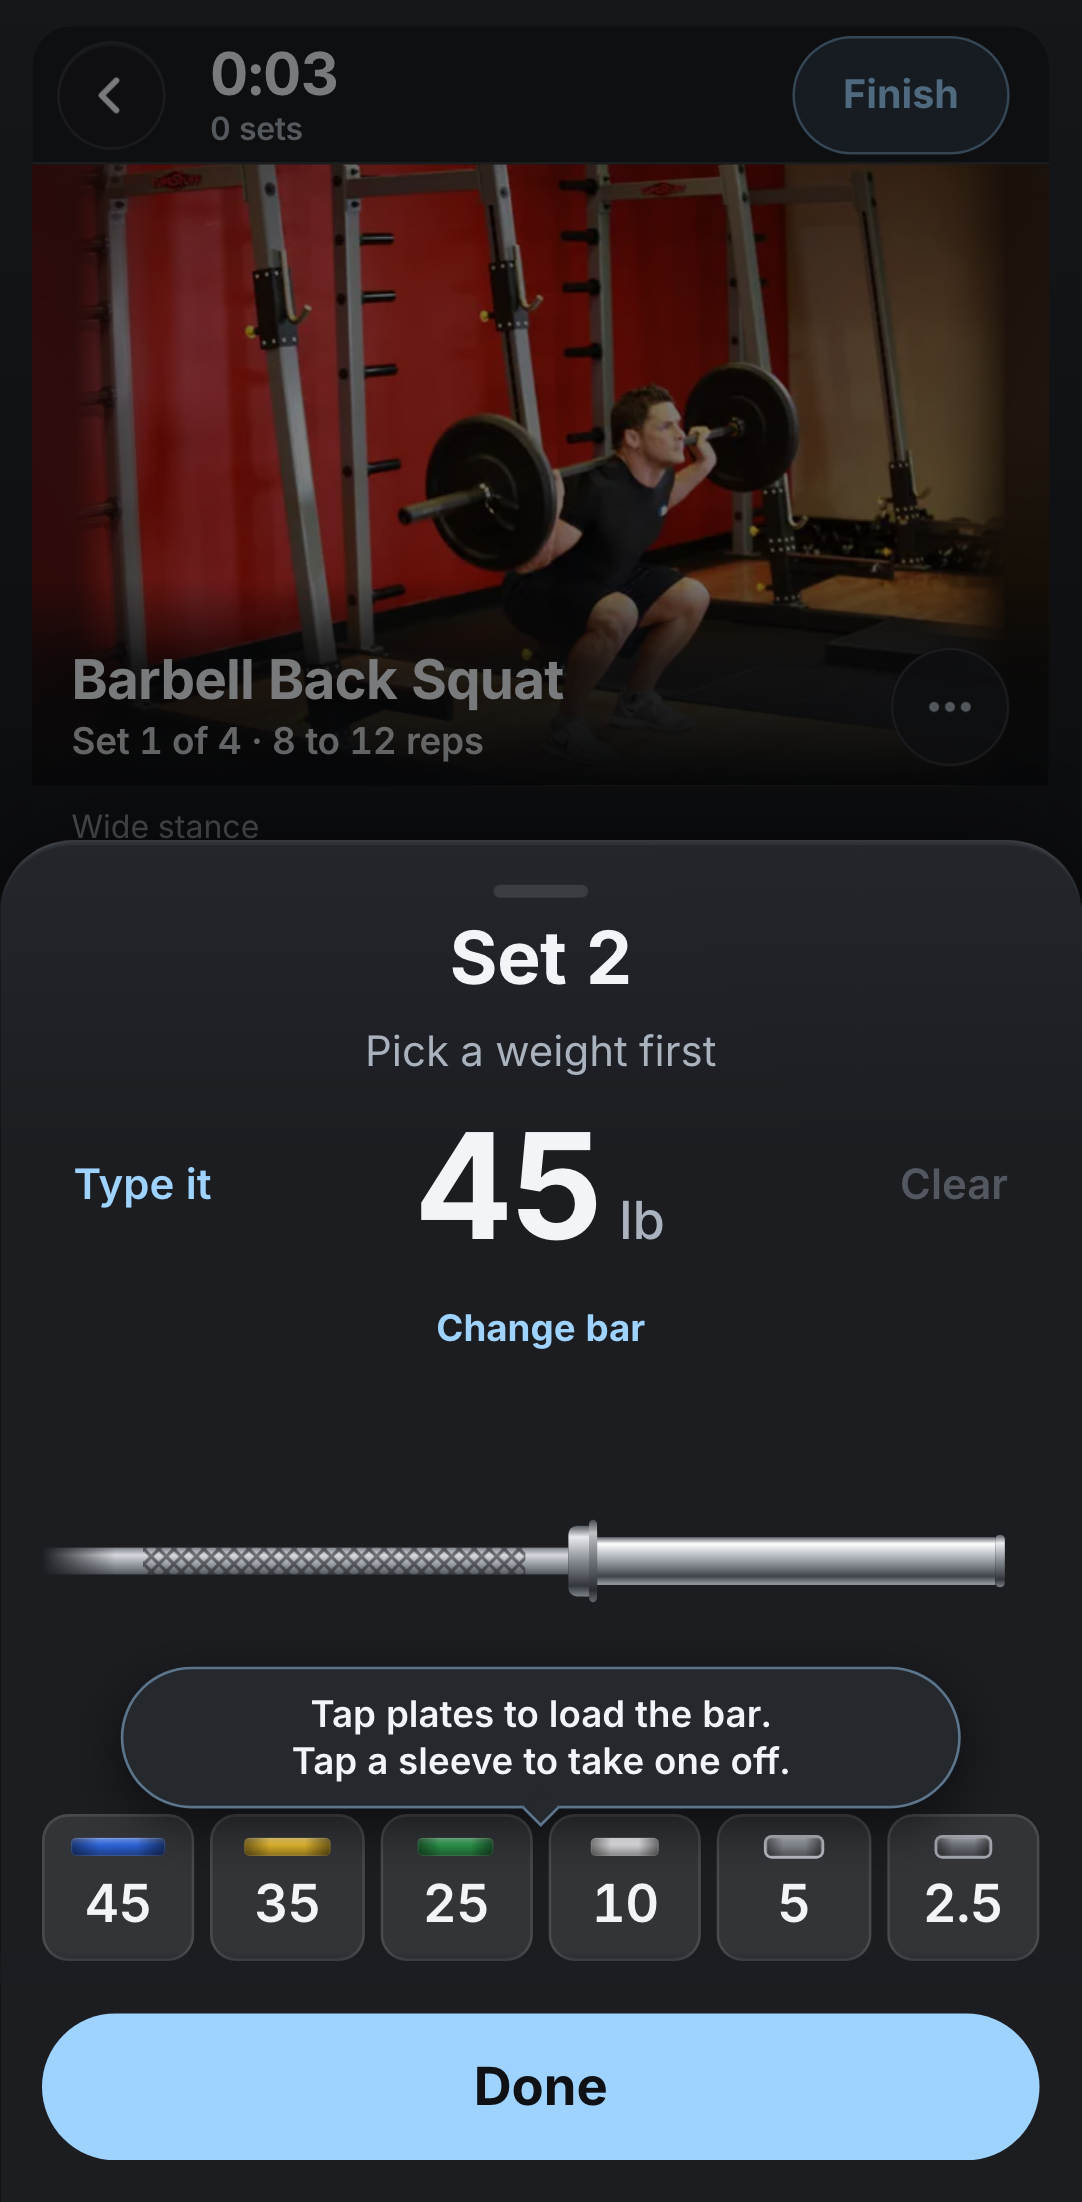 0:03
0 sets
Finish
Barbell Back Squat
Set 1 of 4 · 8 to 12 reps
Wide stance
Set 2
Pick a weight first
Type it
45 lb
Clear
Change bar
Tap plates to load the bar.
Tap a sleeve to take one off.
45 35 25 10 5 2.5
Done